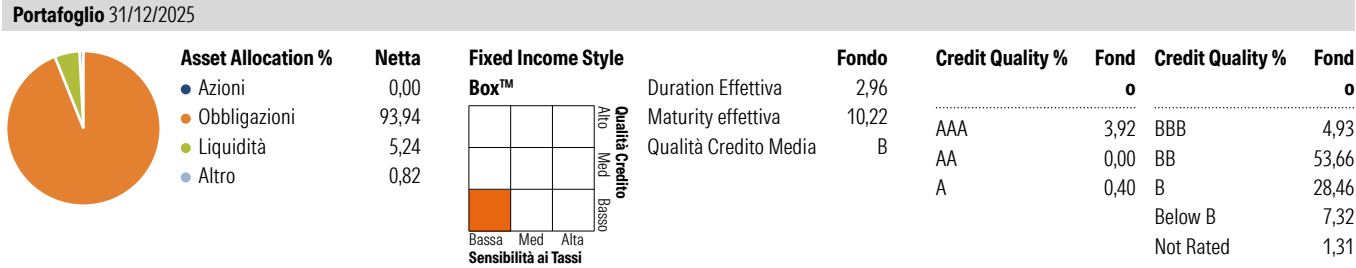 Portafoglio 31/12/2025
Asset Allocation % Netta
Azioni 0,00
Obbligazioni 93,94
Liquidità 5,24
Altro 0,82
Fixed Income Style Box™
Fondo
Alto Med Basso
Qualità Credito
Bassa Med Alta
Sensibilità ai Tassi
Duration Effettiva 2,96
Maturity effettiva 10,22
Qualità Credito Media B
Credit Quality % Fond
o
AAA 3,92
AA 0,00
A 0,40
Credit Quality % Fond
o
BBB 4,93
BB 53,66
B 28,46
Below B 7,32
Not Rated 1,31